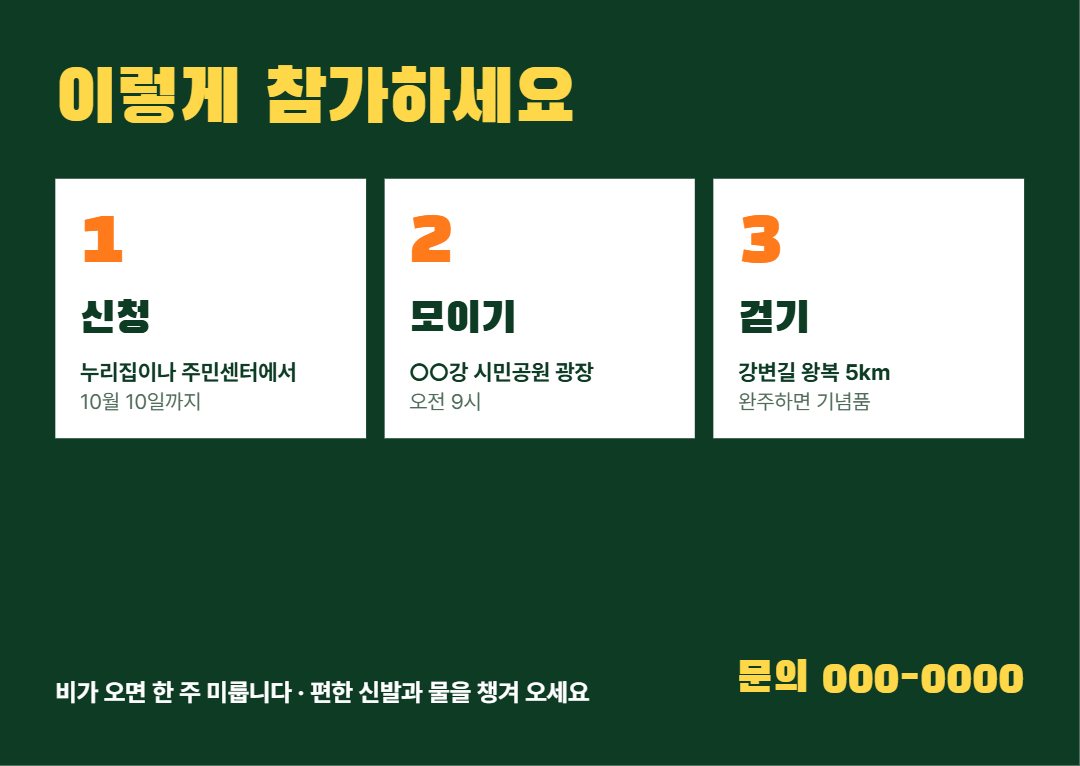 이렇게 참가하세요
1
신청
누리집이나 주민센터에서
10월 10일까지
2
모이기
○○강 시민공원 광장
오전 9시
3
걷기
강변길 왕복 5km
완주하면 기념품
비가 오면 한 주 미룹니다 · 편한 신발과 물을 챙겨 오세요
문의 000-0000